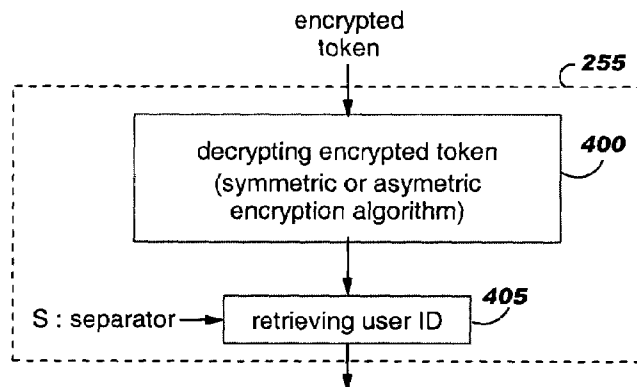 encrypted
token
255
decrypting encrypted token
(symmetric or asymetric
encryption algorithm)
400
S : separator
retrieving user ID
405